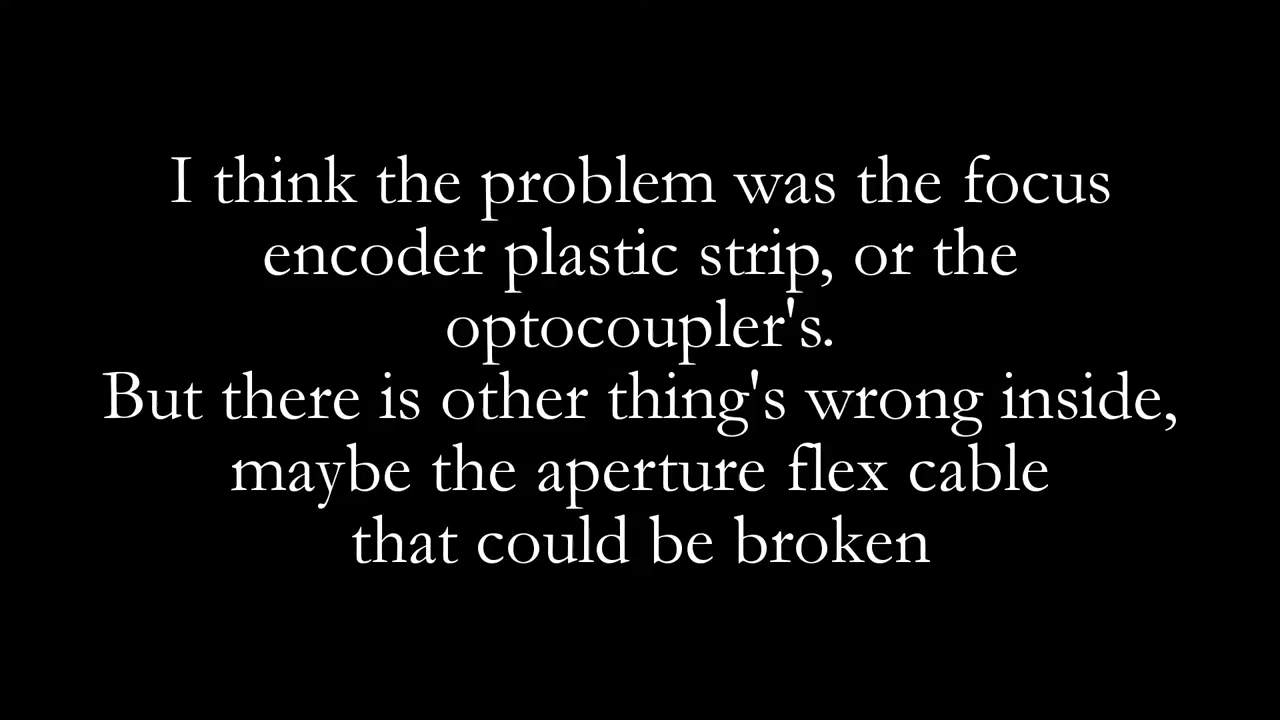 I think the problem was the focus
encoder plastic strip, or the
optocoupler's.
But there is other thing's wrong inside,
maybe the aperture flex cable
that could be broken